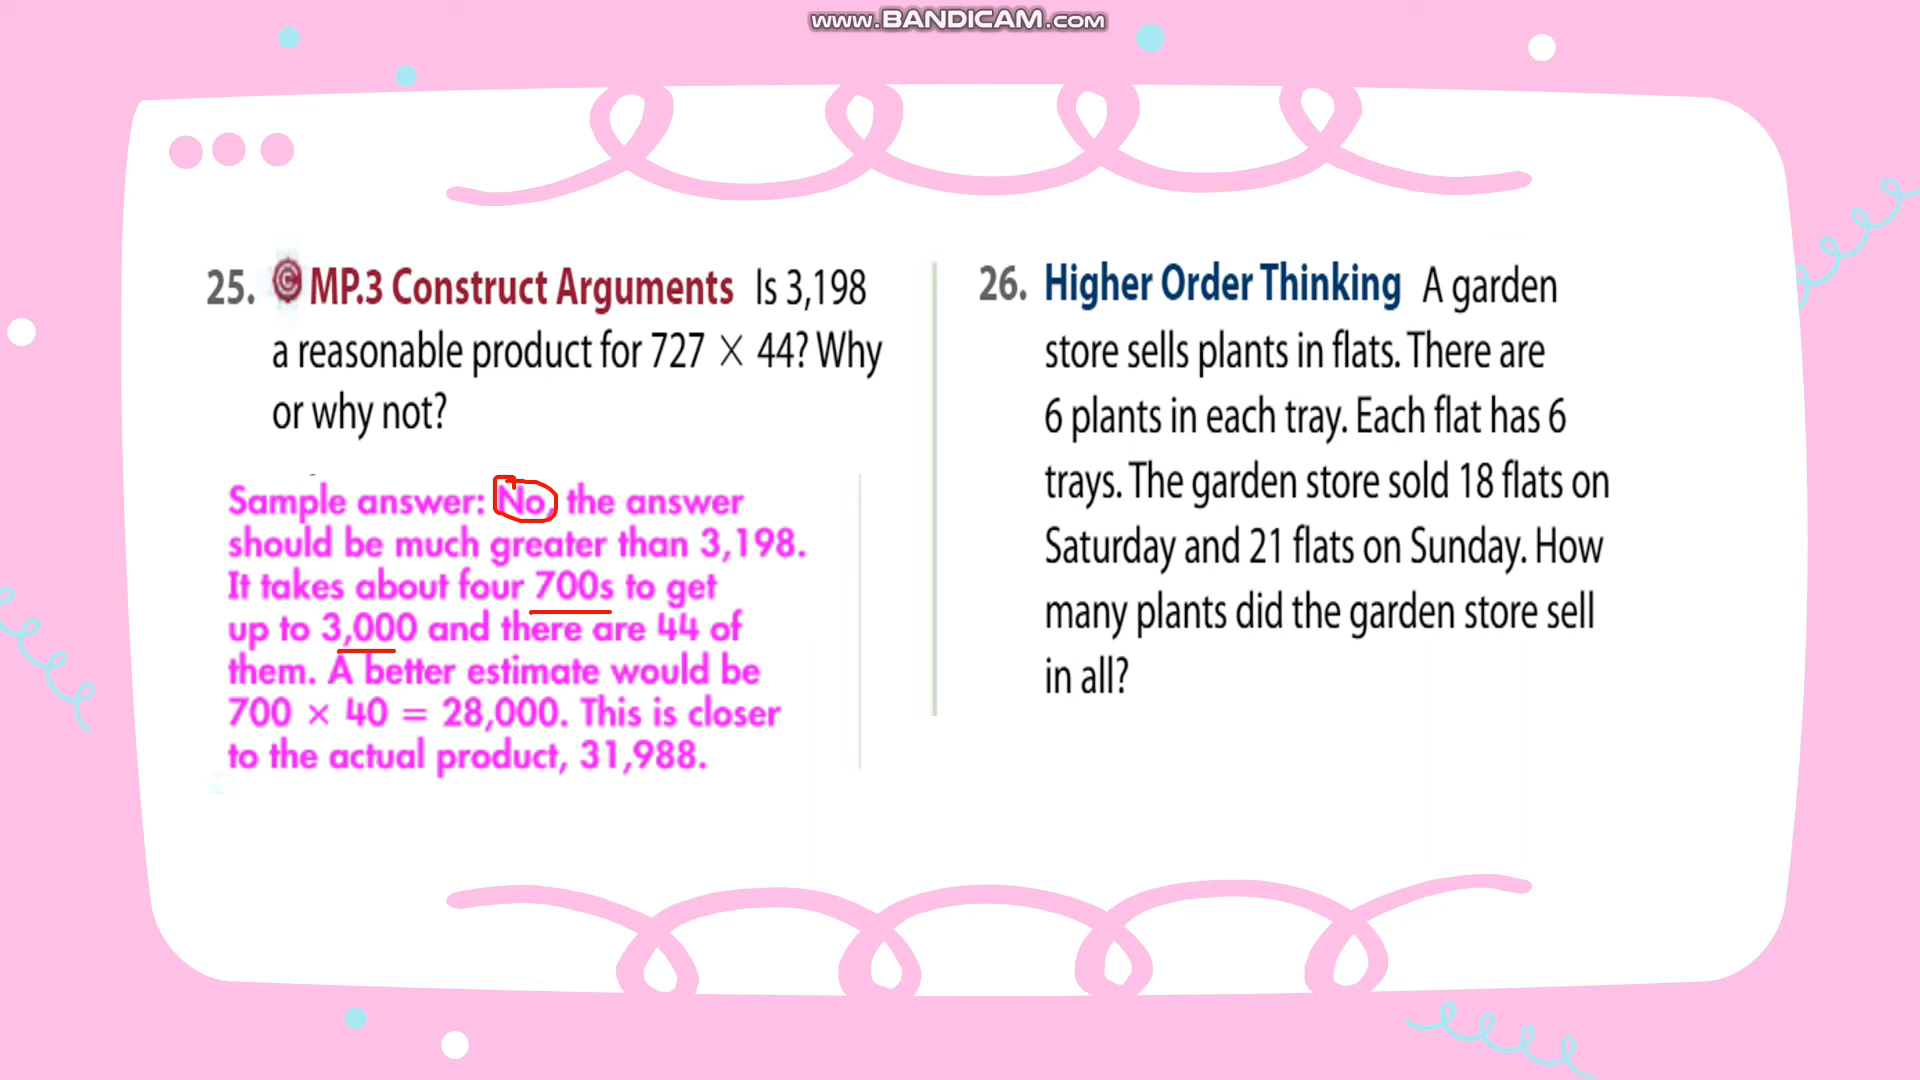 www.BANDICAM.com
25. © MP.3 Construct Arguments Is 3,198
a reasonable product for 727 × 44? Why
or why not?
Sample answer: No, the answer
should be much greater than 3,198.
It takes about four 700s to get
up to 3,000 and there are 44 of
them. A better estimate would be
700 × 40 = 28,000. This is closer
to the actual product, 31,988.
26. Higher Order Thinking A garden
store sells plants in flats. There are
6 plants in each tray. Each flat has 6
trays. The garden store sold 18 flats on
Saturday and 21 flats on Sunday. How
many plants did the garden store sell
in all?